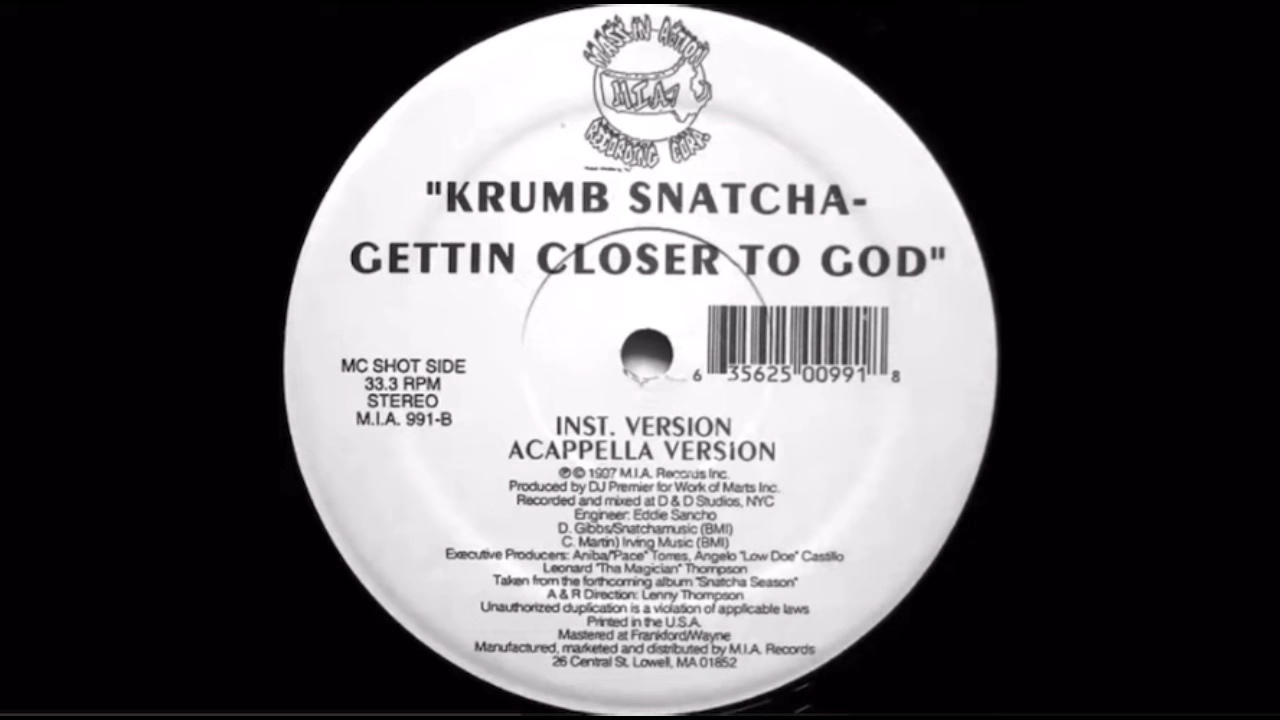 MASS IN ACTION
M.I.A.
RECORDING CORP.
"KRUMB SNATCHA-
GETTIN CLOSER TO GOD"
6 35625 00991 8
MC SHOT SIDE
33.3 RPM
STEREO
M.I.A. 991-B
INST. VERSION
ACAPPELLA VERSION
℗ © 1997 M.I.A. Records Inc.
Produced by DJ Premier for Work of Marts Inc.
Recorded and mixed at D & D Studios, NYC
Engineer: Eddie Sancho
D. Gibbs/Snatchamusic (BMI)
C. Martin) Irving Music (BMI)
Executive Producers: Aniba/"Pace" Torres, Angelo "Low Doe" Castillo
Leonard "Tha Magician" Thompson
Taken from the forthcoming album "Snatcha Season"
A & R Direction: Lenny Thompson
Unauthorized duplication is a violation of applicable laws
Printed in the U.S.A.
Mastered at Frankford/Wayne
Manufactured, marketed and distributed by M.I.A. Records
26 Central St. Lowell, MA 01852